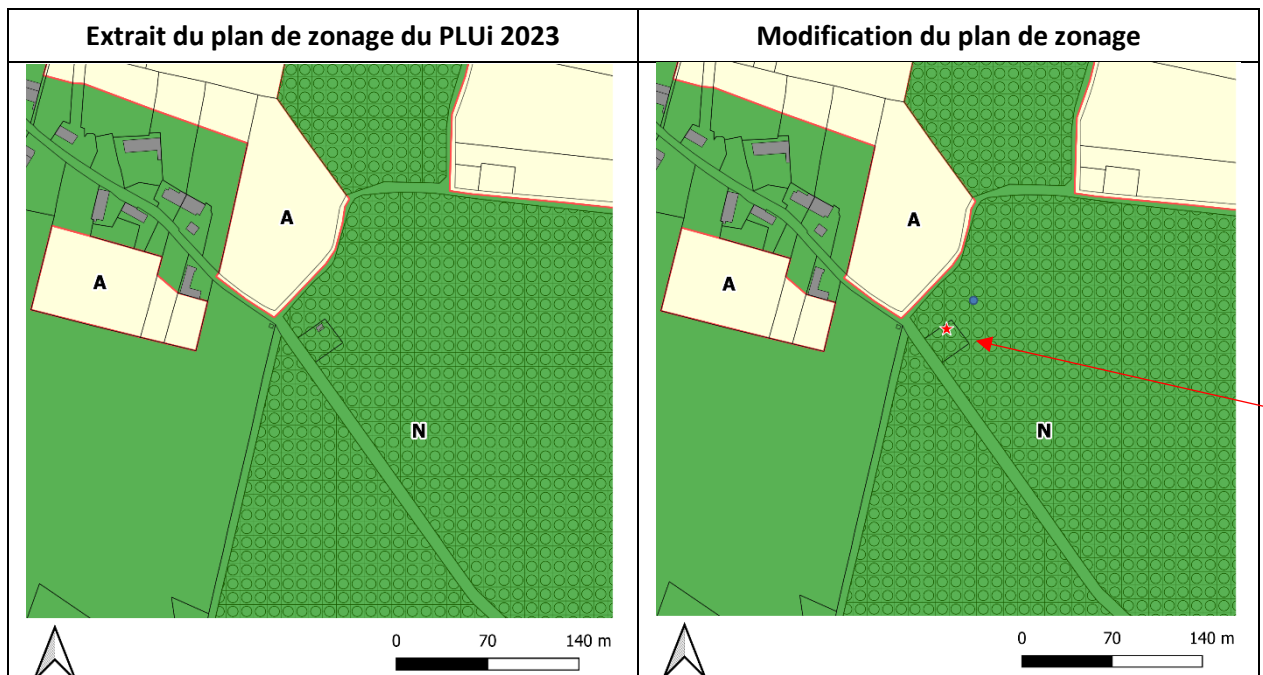 Extrait du plan de zonage du PLUi 2023
A
A
N
0 70 140 m
Modification du plan de zonage
A
A
N
0 70 140 m